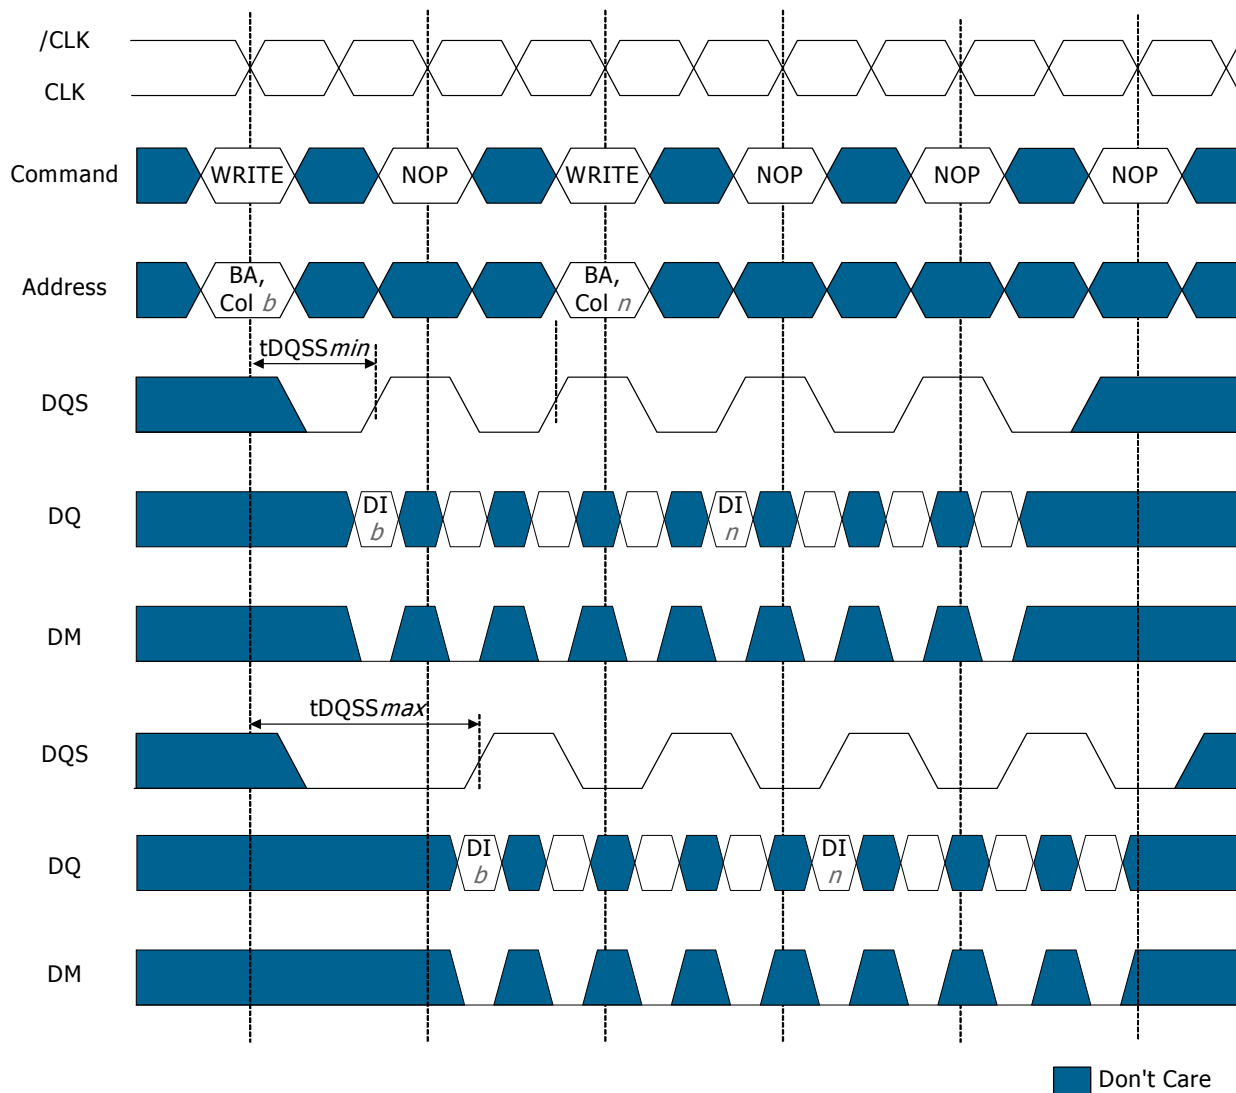 /CLK
CLK
Command
WRITE
NOP
WRITE
NOP
NOP
NOP
Address
BA,
Col b
BA,
Col n
tDQSSmin
DQS
DQ
DI
b
DI
n
DM
tDQSSmax
DQS
DQ
DI
b
DI
n
DM
Don't Care